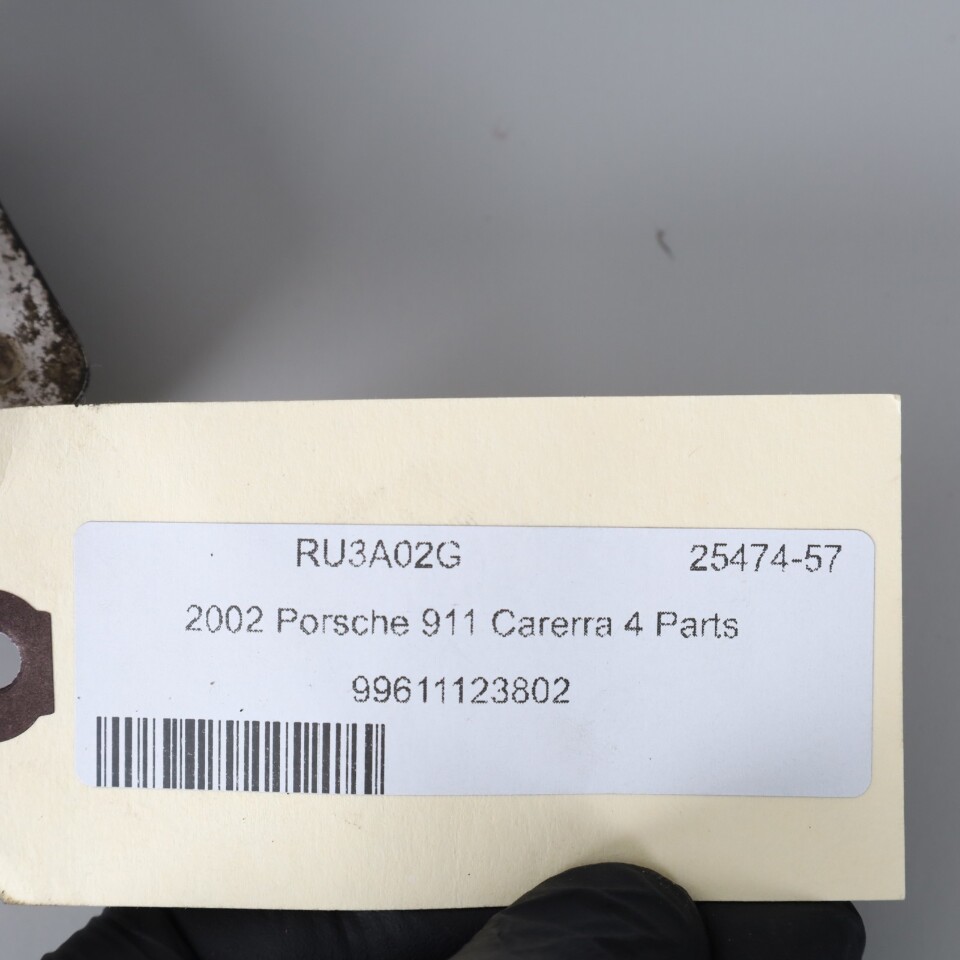 RU3A02G 25474-57
2002 Porsche 911 Carerra 4 Parts
99611123802